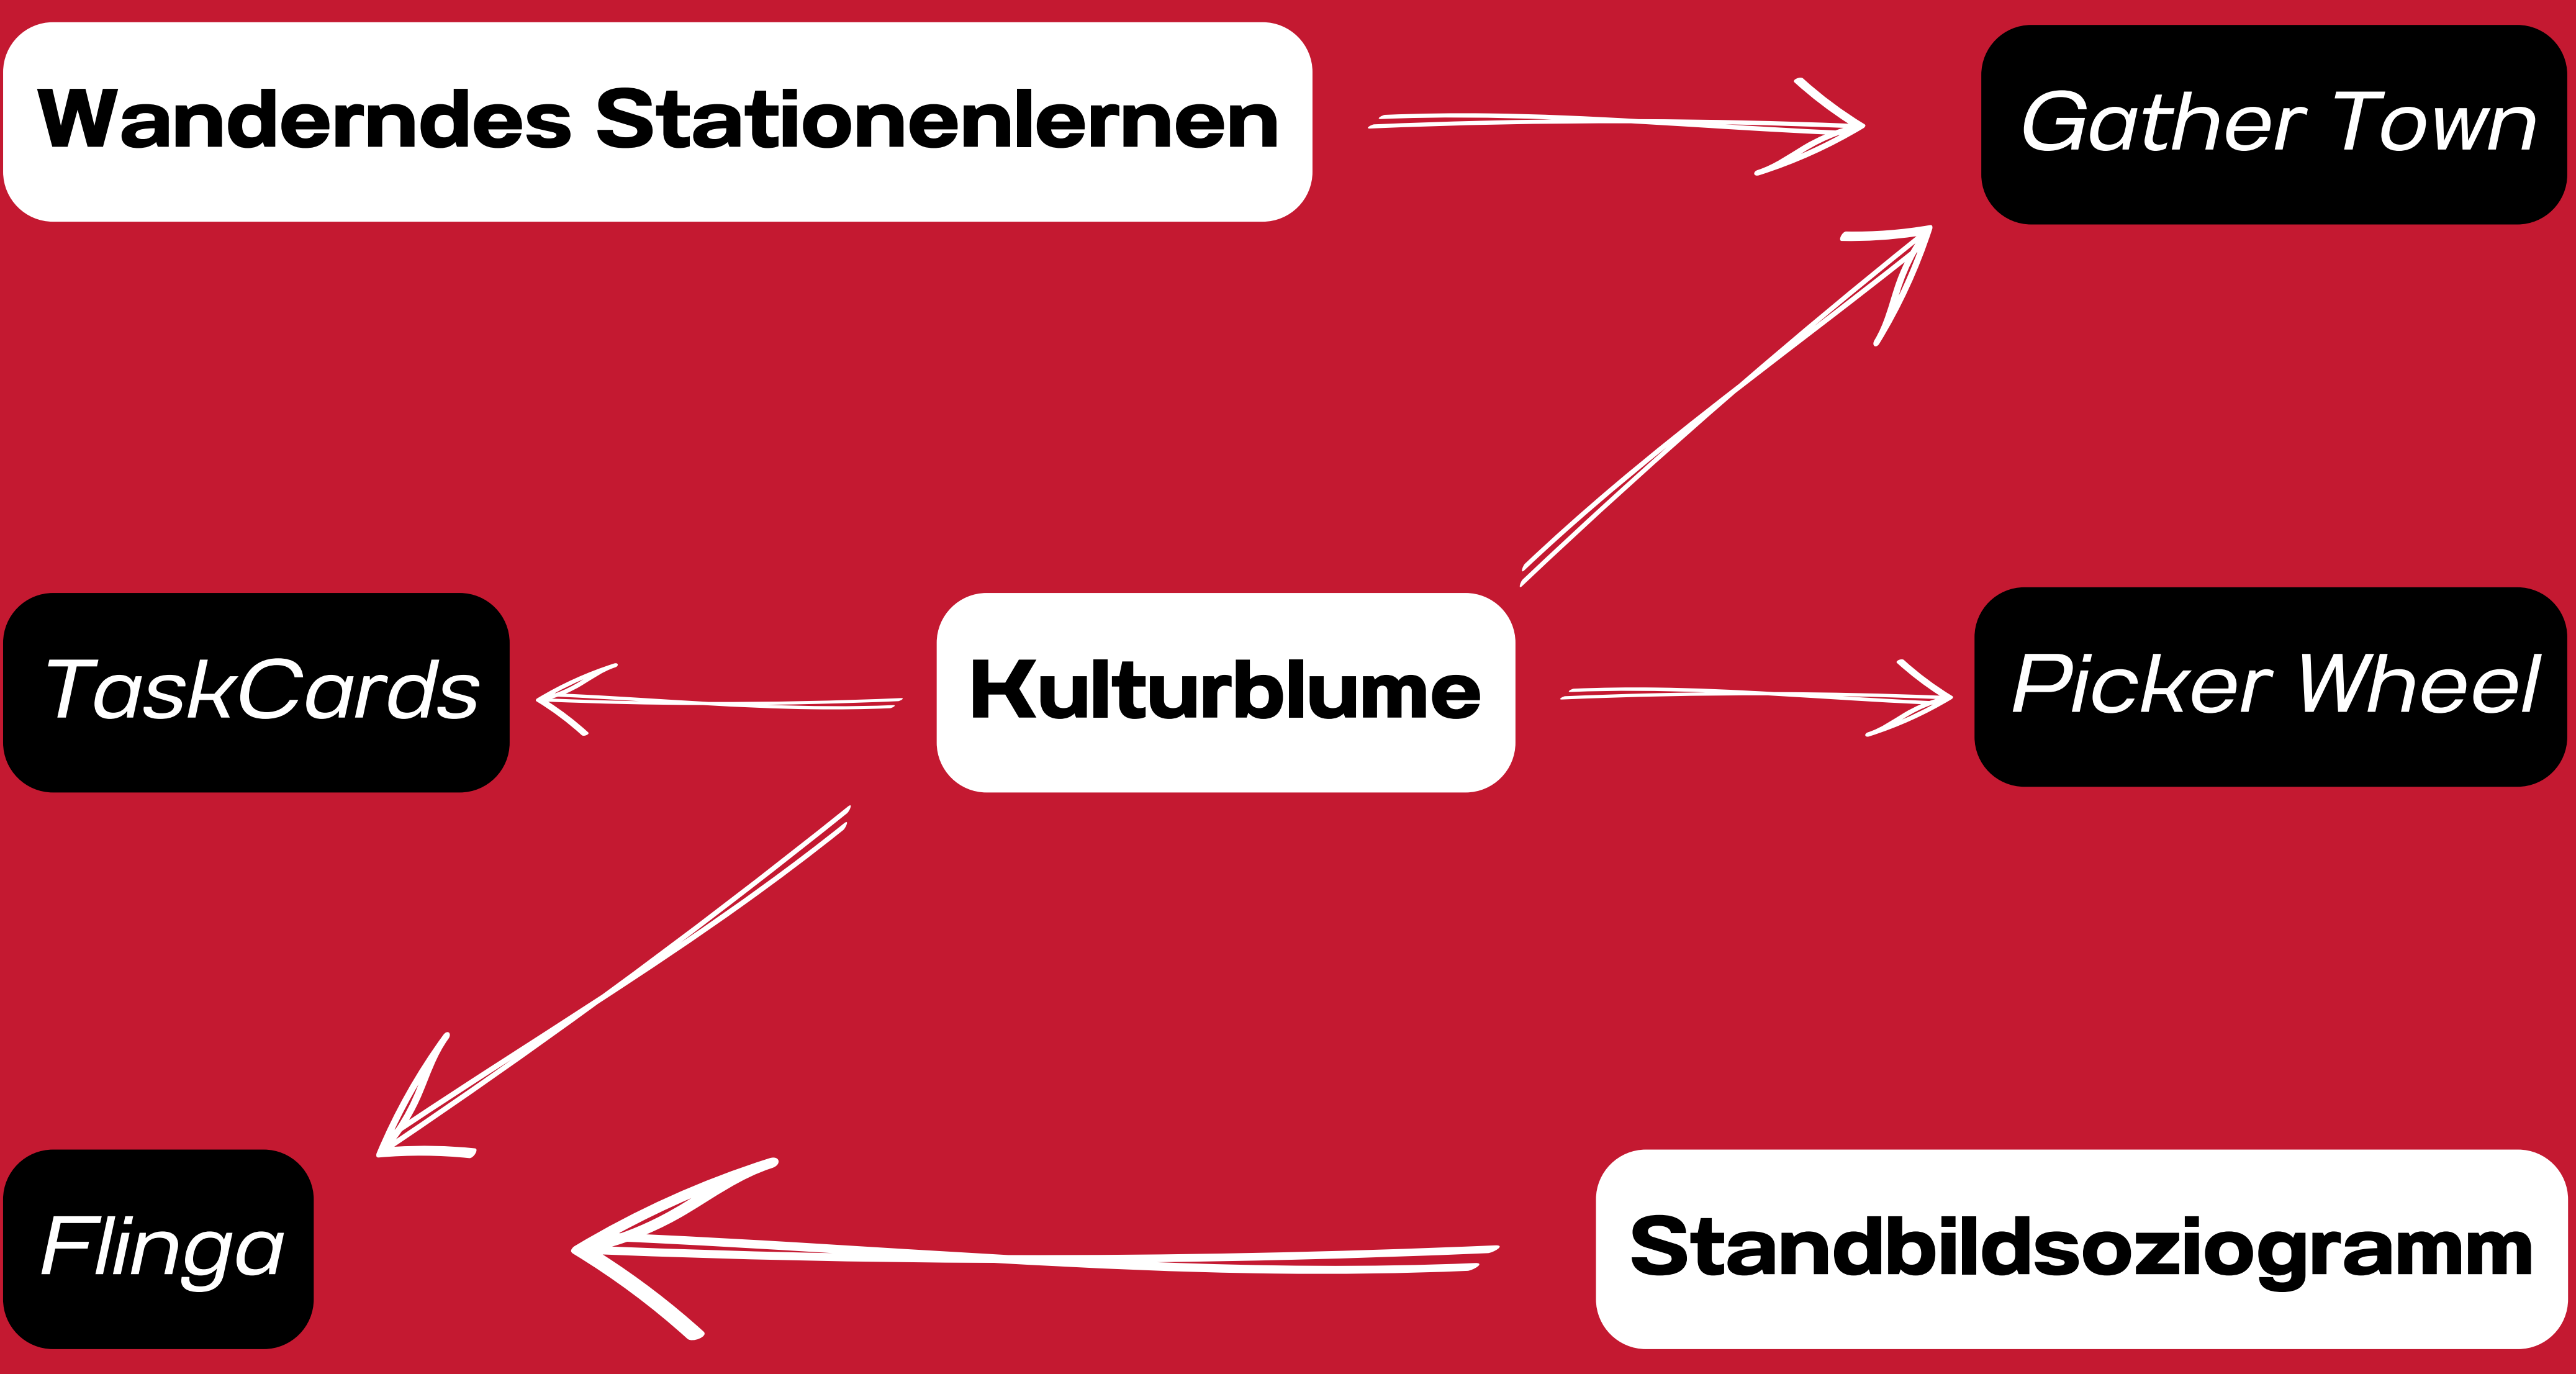 Wanderndes Stationenlernen
Gather Town
TaskCards
Kulturblume
Picker Wheel
Flinga
Standbildsoziogramm